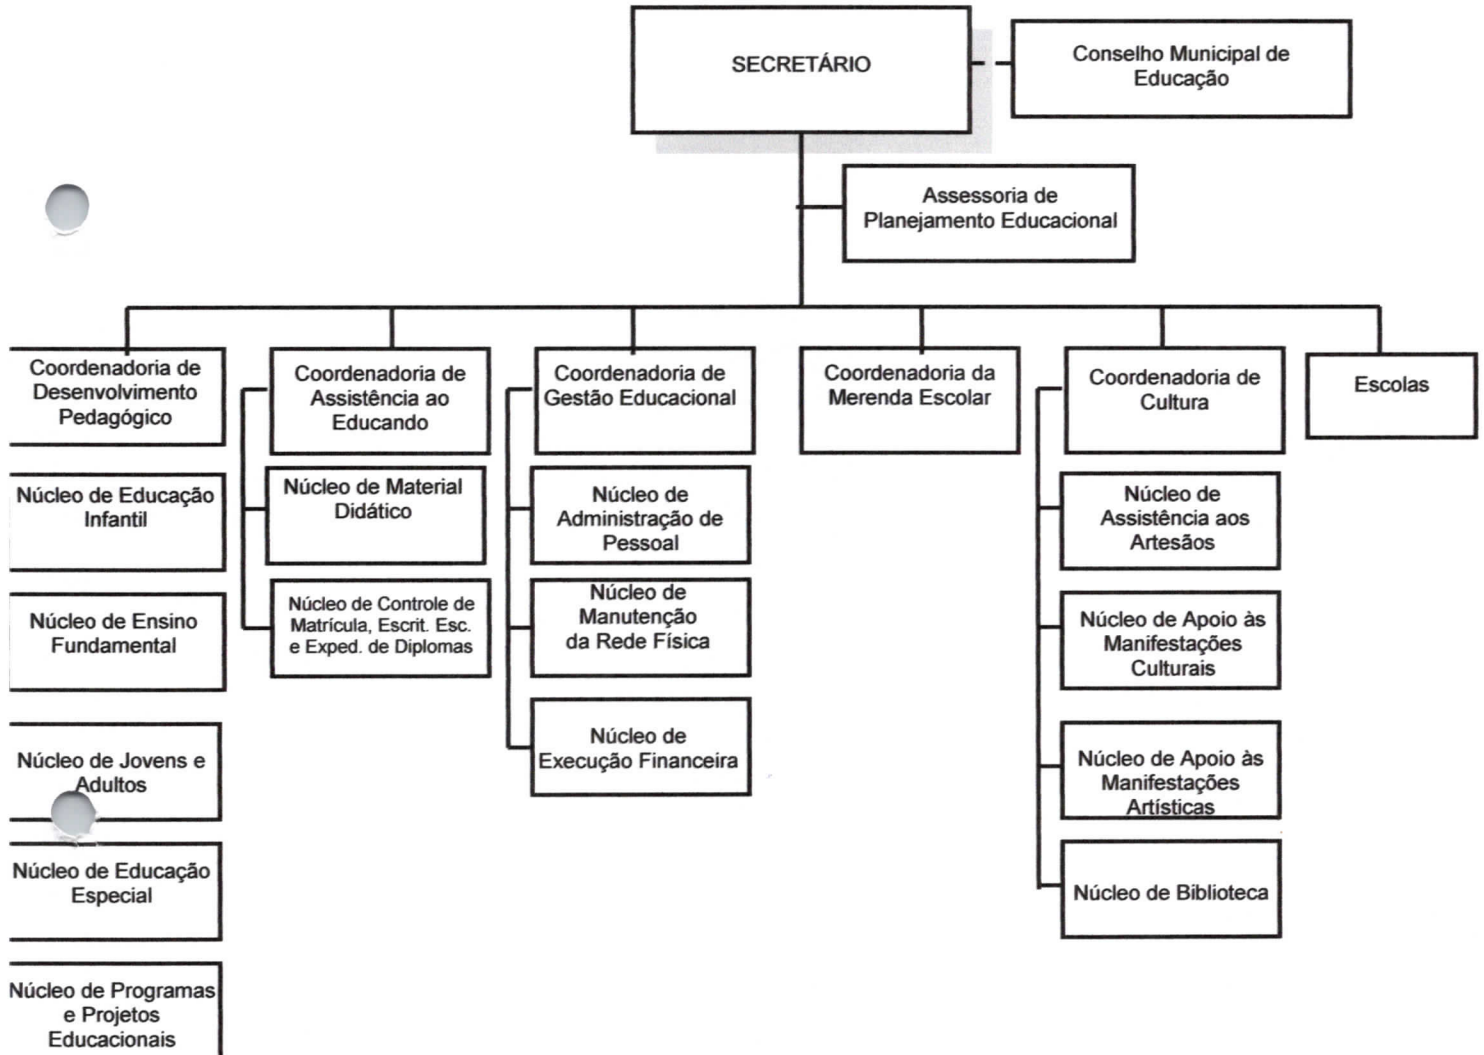 SECRETÁRIO
Conselho Municipal de
Educação
Assessoria de
Planejamento Educacional
Coordenadoria de
Desenvolvimento
Pedagógico
Núcleo de Educação
Infantil
Núcleo de Ensino
Fundamental
Núcleo de Jovens e
Adultos
Núcleo de Educação
Especial
Núcleo de Programas
e Projetos
Educacionais
Coordenadoria de
Assistência ao
Educando
Núcleo de Material
Didático
Núcleo de Controle de
Matrícula, Escrit. Esc.
e Exped. de Diplomas
Coordenadoria de
Gestão Educacional
Núcleo de
Administração de
Pessoal
Núcleo de
Manutenção
da Rede Física
Núcleo de
Execução Financeira
Coordenadoria da
Merenda Escolar
Coordenadoria de
Cultura
Núcleo de
Assistência aos
Artesãos
Núcleo de Apoio às
Manifestações
Culturais
Núcleo de Apoio às
Manifestações
Artísticas
Núcleo de Biblioteca
Escolas